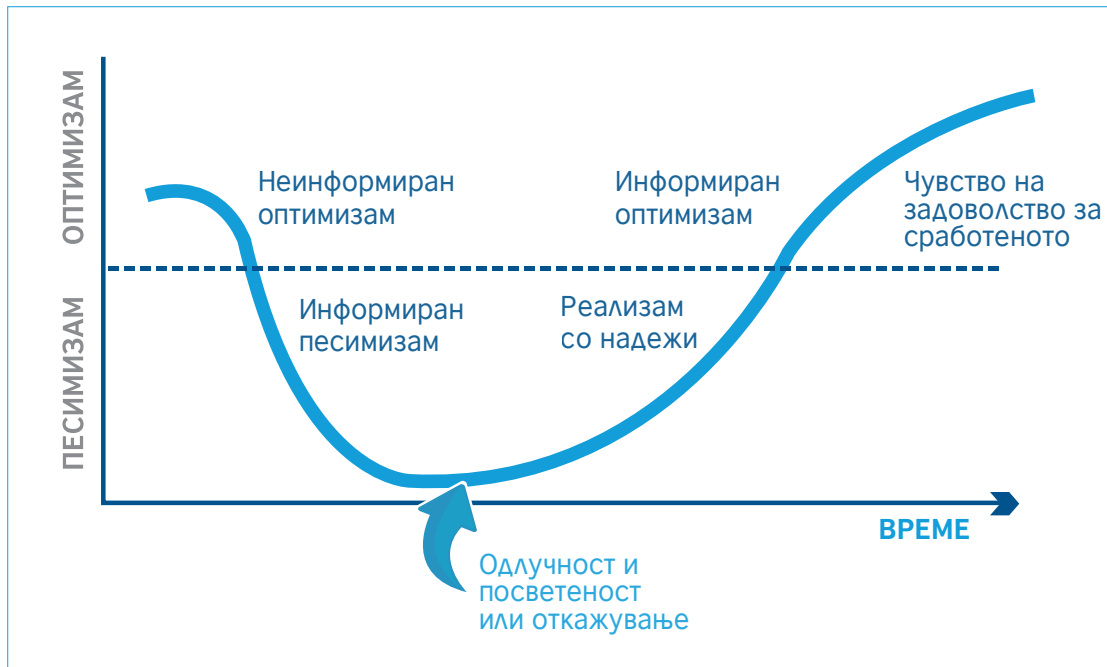 ОПТИМИЗАМ
ПЕСИМИЗАМ
Неинформиран
оптимизам
Информиран
песимизам
Информиран
оптимизам
Реализам
со надежи
Чувство на
задоволство за
сработеното
ВРЕМЕ
Одлучност и
посветеност
или откажување